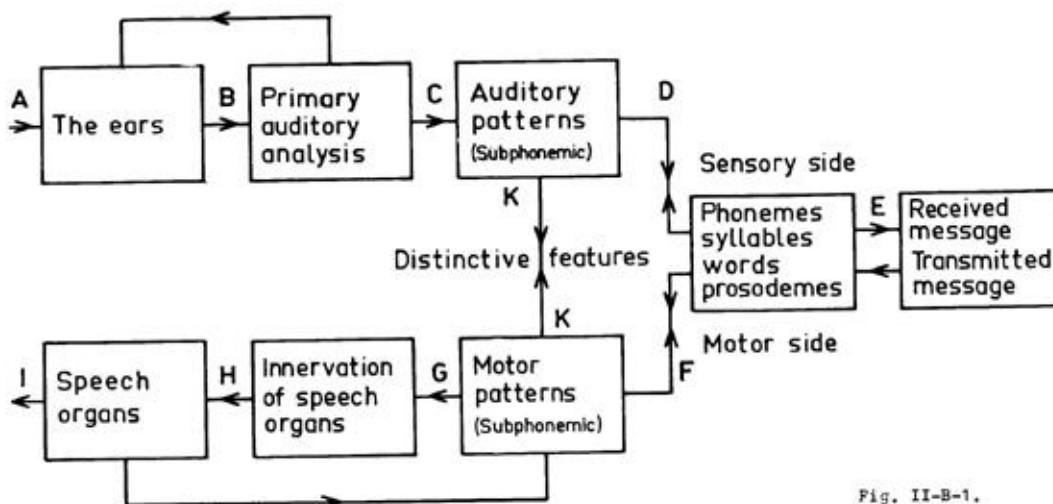 A
The ears
B
Primary
auditory
analysis
C
Auditory
patterns
(Subphonemic)
D
Sensory side
K
Distinctive features
K
Phonemes
syllables
words
prosodemes
E
Received
message
Transmitted
message
Motor side
F
Motor
patterns
(Subphonemic)
G
Innervation
of speech
organs
H
Speech
organs
I
Fig. II-B-1.